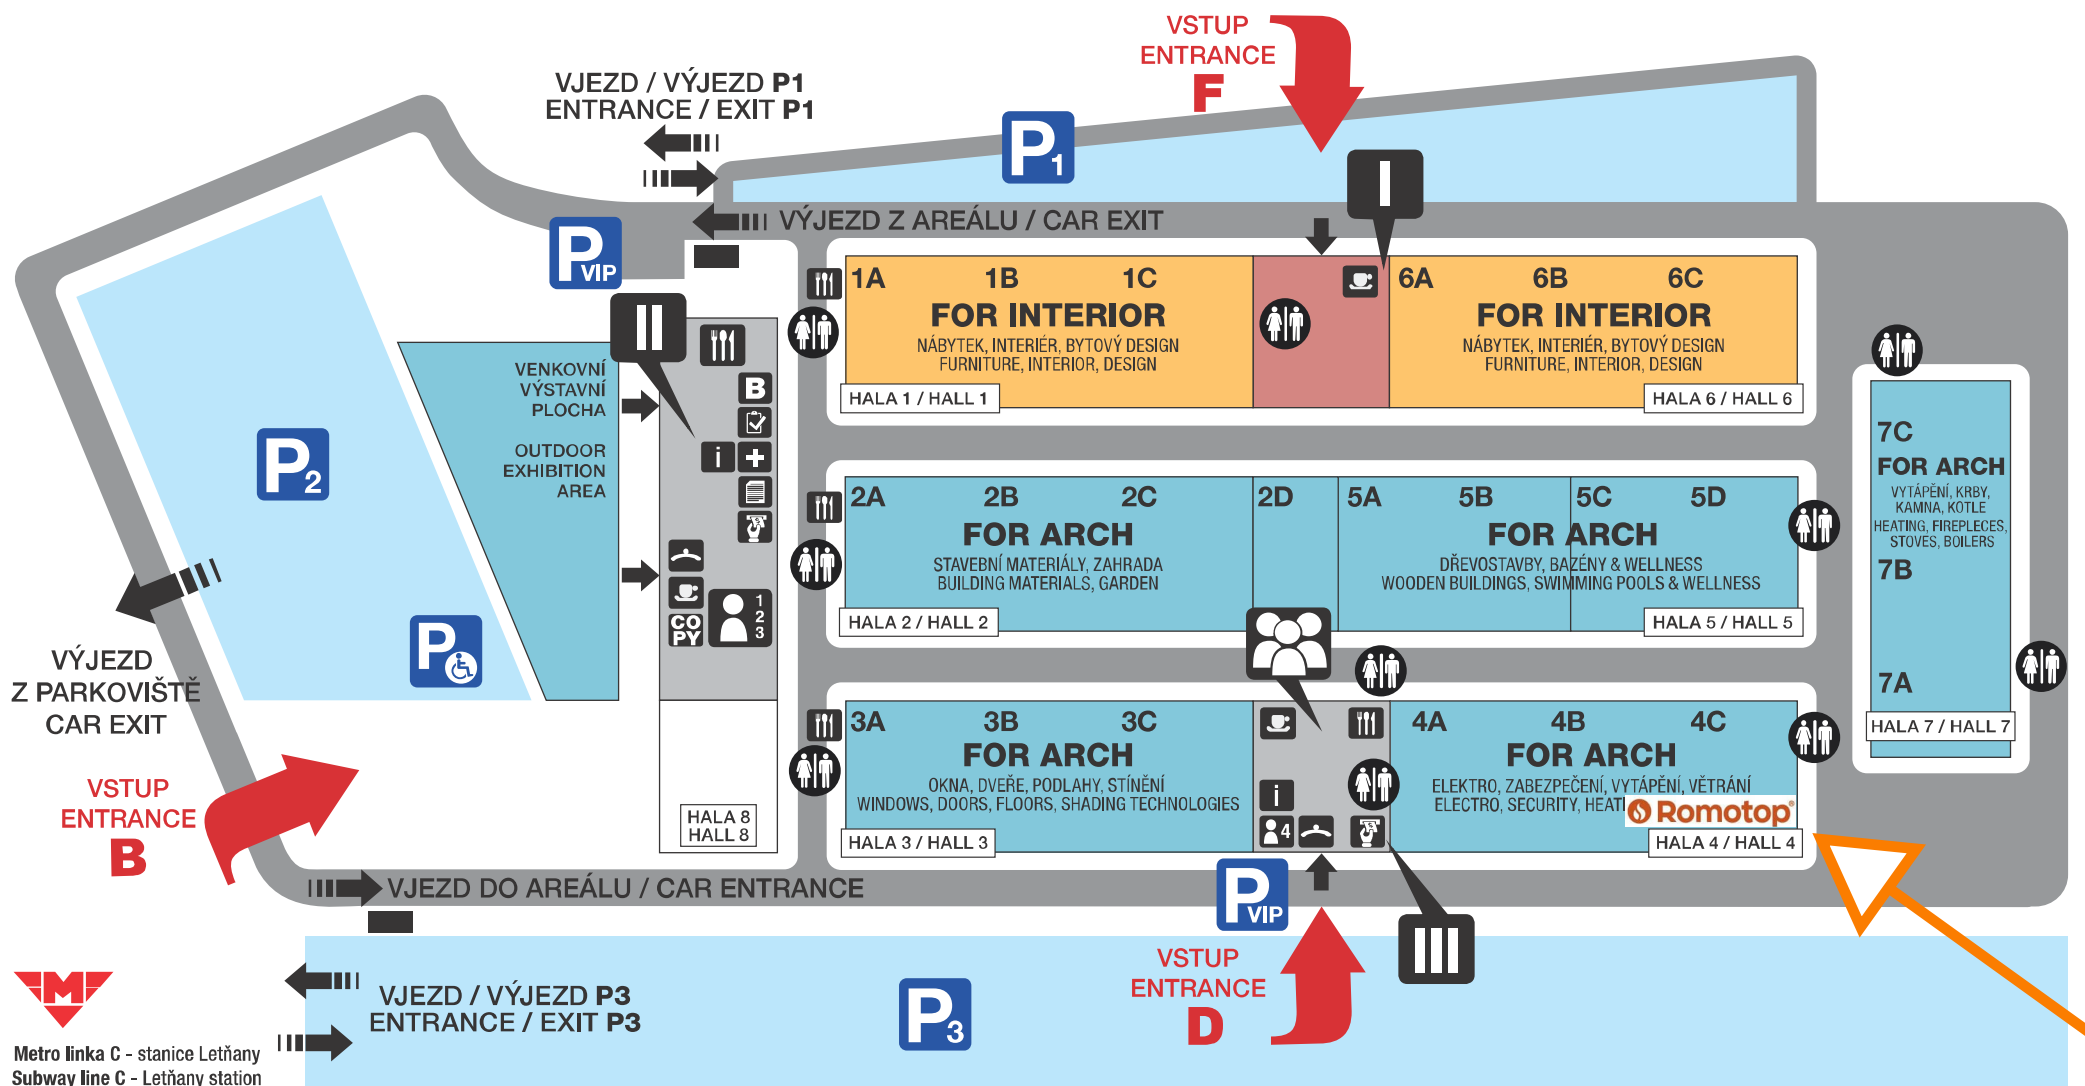 VSTUP
ENTRANCE
F
VJEZD / VÝJEZD P1
ENTRANCE / EXIT P1
P1
I
VÝJEZD Z AREÁLU / CAR EXIT
P VIP
II
1A 1B 1C
FOR INTERIOR
NÁBYTEK, INTERIÉR, BYTOVÝ DESIGN
FURNITURE, INTERIOR, DESIGN
HALA 1 / HALL 1
6A 6B 6C
FOR INTERIOR
NÁBYTEK, INTERIÉR, BYTOVÝ DESIGN
FURNITURE, INTERIOR, DESIGN
HALA 6 / HALL 6
VENKOVNÍ
VÝSTAVNÍ
PLOCHA
OUTDOOR
EXHIBITION
AREA
B
i
P2
7C
FOR ARCH
VYTÁPĚNÍ, KRBY,
KAMNA, KOTLE
HEATING, FIREPLECES,
STOVES, BOILERS
7B
7A
HALA 7 / HALL 7
2A 2B 2C 2D
FOR ARCH
STAVEBNÍ MATERIÁLY, ZAHRADA
BUILDING MATERIALS, GARDEN
HALA 2 / HALL 2
5A 5B 5C 5D
FOR ARCH
DŘEVOSTAVBY, BAZÉNY & WELLNESS
WOODEN BUILDINGS, SWIMMING POOLS & WELLNESS
HALA 5 / HALL 5
CO
PY
1
2
3
P
VÝJEZD
Z PARKOVIŠTĚ
CAR EXIT
VSTUP
ENTRANCE
B
3A 3B 3C
FOR ARCH
OKNA, DVEŘE, PODLAHY, STÍNĚNÍ
WINDOWS, DOORS, FLOORS, SHADING TECHNOLOGIES
HALA 3 / HALL 3
i
4
4A 4B 4C
FOR ARCH
ELEKTRO, ZABEZPEČENÍ, VYTÁPĚNÍ, VĚTRÁNÍ
ELECTRO, SECURITY, HEATI
Romotop®
HALA 4 / HALL 4
HALA 8
HALL 8
VJEZD DO AREÁLU / CAR ENTRANCE
P VIP
III
VSTUP
ENTRANCE
D
M
VJEZD / VÝJEZD P3
ENTRANCE / EXIT P3
P3
Metro linka C - stanice Letňany
Subway line C - Letňany station